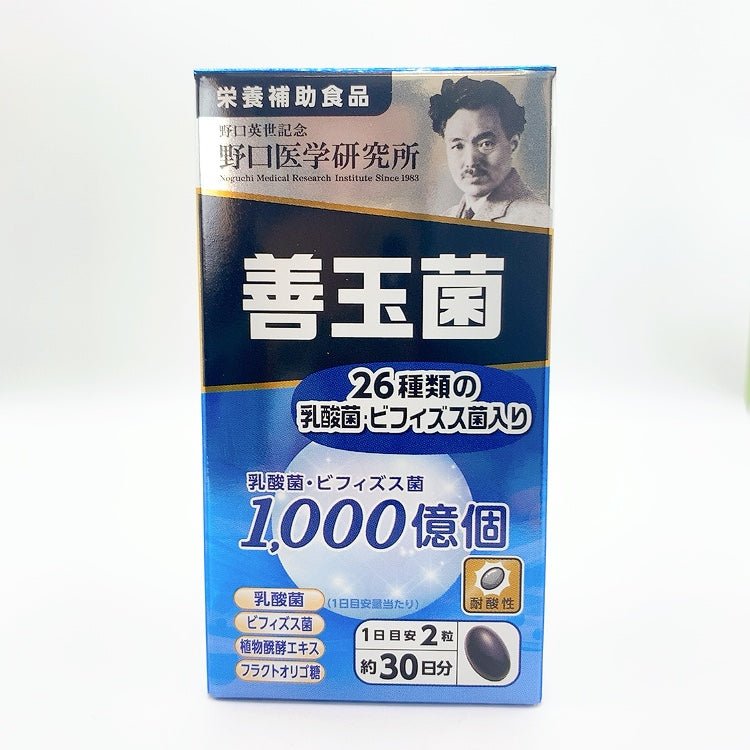 栄養補助食品
野口英世記念
野口医学研究所
Noguchi Medical Research Institute Since 1983
善玉菌
26種類の
乳酸菌・ビフィズス菌入り
乳酸菌・ビフィズス菌
1,000億個
(1日目安量当たり)
耐酸性
乳酸菌
ビフィズス菌
植物醗酵エキス
フラクトオリゴ糖
1日目安2粒
約30日分